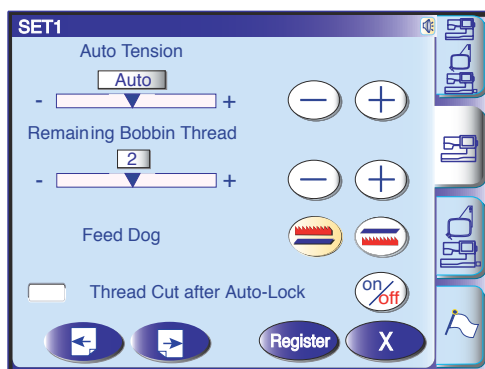 SET1
Auto Tension
Auto
- +
Remaining Bobbin Thread
2
- +
Feed Dog
Thread Cut after Auto-Lock
on/off
Register
X